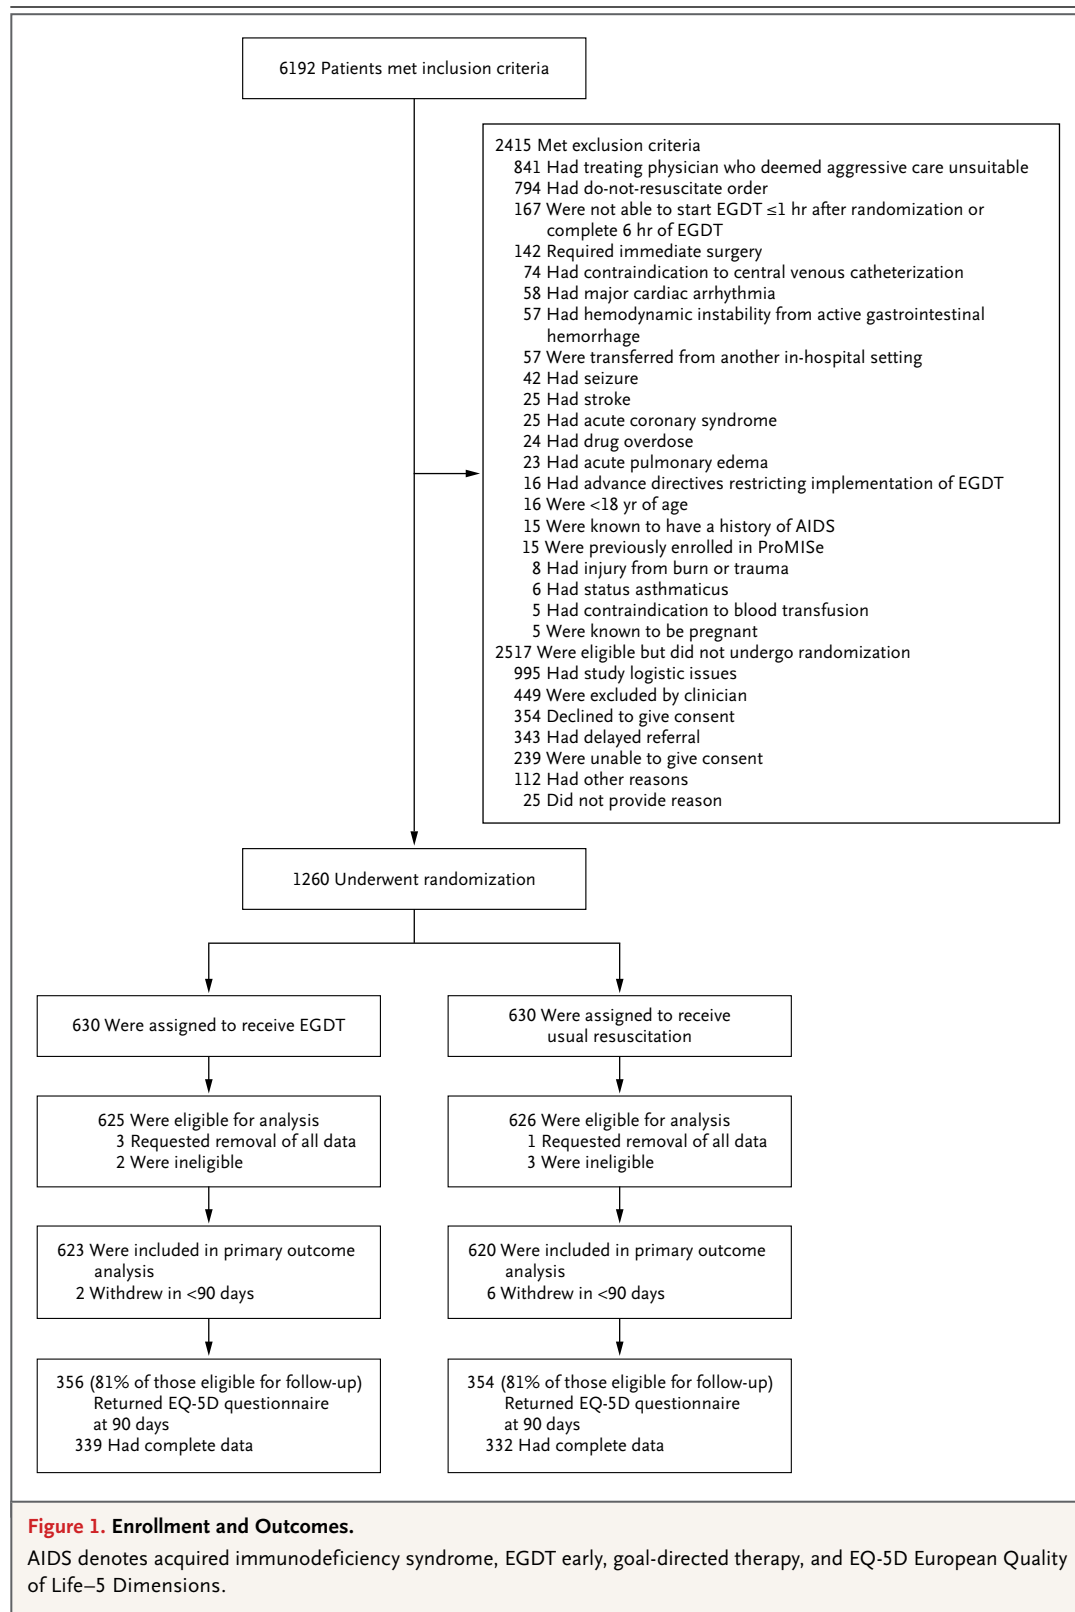 6192 Patients met inclusion criteria
2415 Met exclusion criteria
841 Had treating physician who deemed aggressive care unsuitable
794 Had do-not-resuscitate order
167 Were not able to start EGDT ≤1 hr after randomization or
complete 6 hr of EGDT
142 Required immediate surgery
74 Had contraindication to central venous catheterization
58 Had major cardiac arrhythmia
57 Had hemodynamic instability from active gastrointestinal
hemorrhage
57 Were transferred from another in-hospital setting
42 Had seizure
25 Had stroke
25 Had acute coronary syndrome
24 Had drug overdose
23 Had acute pulmonary edema
16 Had advance directives restricting implementation of EGDT
16 Were <18 yr of age
15 Were known to have a history of AIDS
15 Were previously enrolled in ProMISe
8 Had injury from burn or trauma
6 Had status asthmaticus
5 Had contraindication to blood transfusion
5 Were known to be pregnant
2517 Were eligible but did not undergo randomization
995 Had study logistic issues
449 Were excluded by clinician
354 Declined to give consent
343 Had delayed referral
239 Were unable to give consent
112 Had other reasons
25 Did not provide reason
1260 Underwent randomization
630 Were assigned to receive EGDT
630 Were assigned to receive
usual resuscitation
625 Were eligible for analysis
3 Requested removal of all data
2 Were ineligible
626 Were eligible for analysis
1 Requested removal of all data
3 Were ineligible
623 Were included in primary outcome
analysis
2 Withdrew in <90 days
620 Were included in primary outcome
analysis
6 Withdrew in <90 days
356 (81% of those eligible for follow-up)
Returned EQ-5D questionnaire
at 90 days
339 Had complete data
354 (81% of those eligible for follow-up)
Returned EQ-5D questionnaire
at 90 days
332 Had complete data
Figure 1. Enrollment and Outcomes.
AIDS denotes acquired immunodeficiency syndrome, EGDT early, goal-directed therapy, and EQ-5D European Quality
of Life–5 Dimensions.